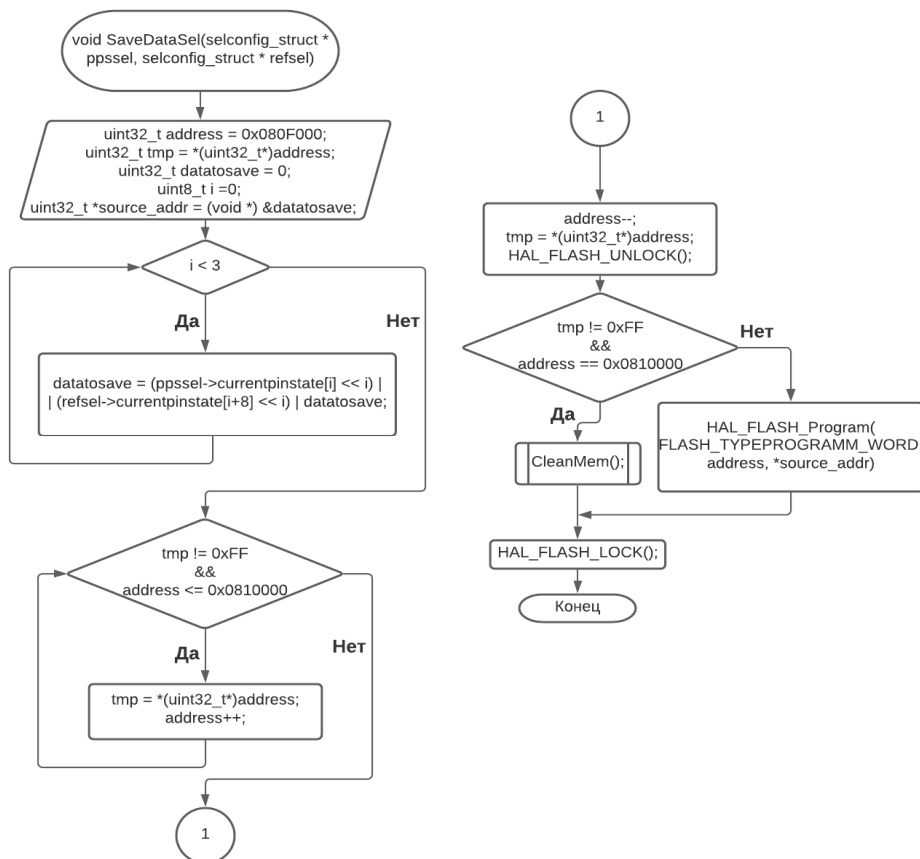 void SaveDataSel(selconfig_struct *
ppssel, selconfig_struct * refsel)
uint32_t address = 0x080F000;
uint32_t tmp = *(uint32_t*)address;
uint32_t datatosave = 0;
uint8_t i =0;
uint32_t *source_addr = (void *) &datatosave;
i < 3
Да
Нет
datatosave = (ppssel->currentpinstate[i] << i) |
| (refsel->currentpinstate[i+8] << i) | datatosave;
tmp != 0xFF
&&
address <= 0x0810000
Да
Нет
tmp = *(uint32_t*)address;
address++;
1
1
address--;
tmp = *(uint32_t*)address;
HAL_FLASH_UNLOCK();
tmp != 0xFF
&&
address == 0x0810000
Нет
Да
CleanMem();
HAL_FLASH_Program(
FLASH_TYPEPROGRAMM_WORD,
address, *source_addr)
HAL_FLASH_LOCK();
Конец